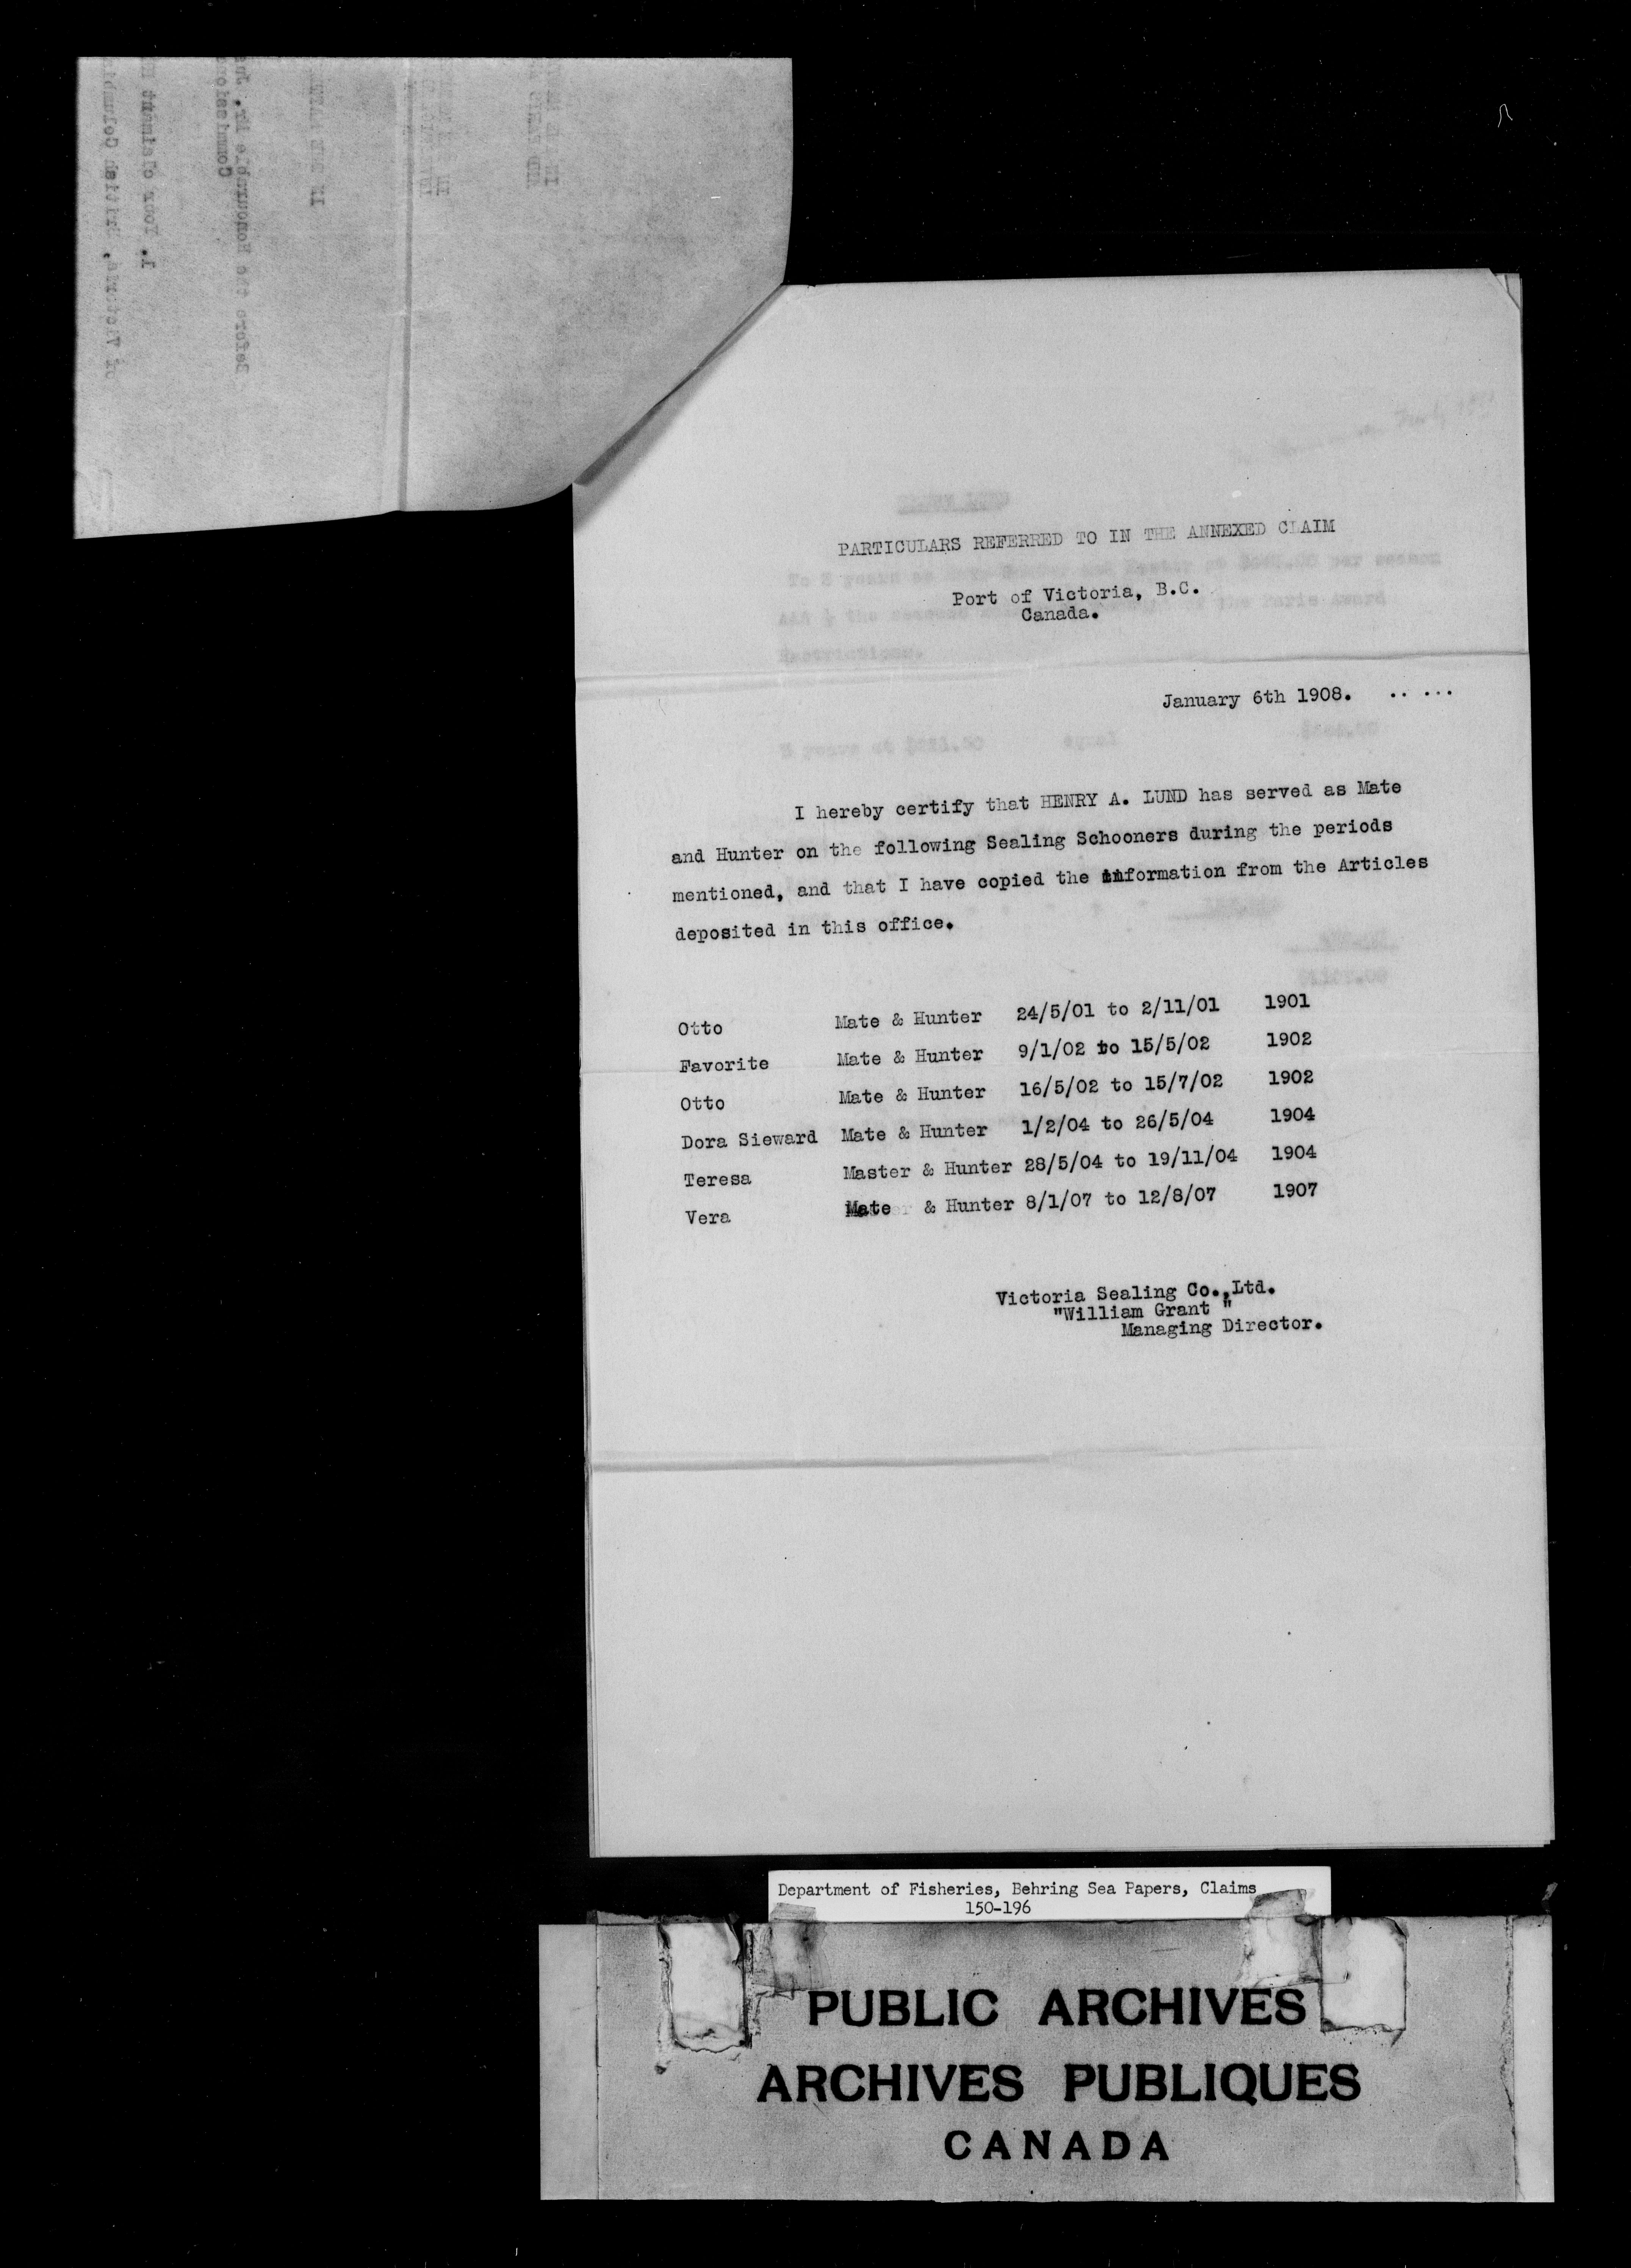 PARTICULARS REFERRED TO IN THE ANNEXED CLAIM
Port of Victoria, B.C.
Canada.
January 6th 1908. .. ...
I hereby certify that HENRY A. LUND has served as Mate
and Hunter on the following Sealing Schooners during the periods
mentioned, and that I have copied the information from the Articles
deposited in this office.
Otto Mate & Hunter 24/5/01 to 2/11/01 1901
Favorite Mate & Hunter 9/1/02 to 15/5/02 1902
Otto Mate & Hunter 16/5/02 to 15/7/02 1902
Dora Sieward Mate & Hunter 1/2/04 to 26/5/04 1904
Teresa Master & Hunter 28/5/04 to 19/11/04 1904
Vera Mate & Hunter 8/1/07 to 12/8/07 1907
Victoria Sealing Co.,Ltd.
"William Grant "
Managing Director.
Department of Fisheries, Behring Sea Papers, Claims
150-196
PUBLIC ARCHIVES
ARCHIVES PUBLIQUES
CANADA